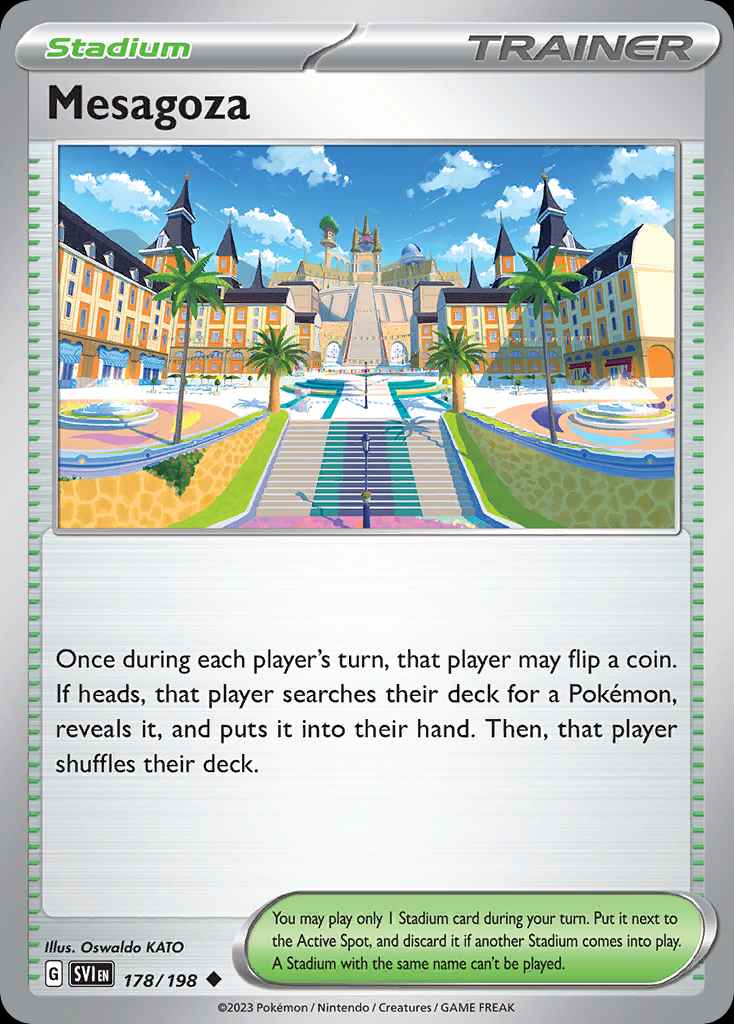 Stadium TRAINER
Mesagoza
Once during each player's turn, that player may flip a coin.
If heads, that player searches their deck for a Pokémon,
reveals it, and puts it into their hand. Then, that player
shuffles their deck.
You may play only 1 Stadium card during your turn. Put it next to
the Active Spot, and discard it if another Stadium comes into play.
A Stadium with the same name can't be played.
Illus. Oswaldo KATO
G SVI EN 178/198
©2023 Pokémon / Nintendo / Creatures / GAME FREAK